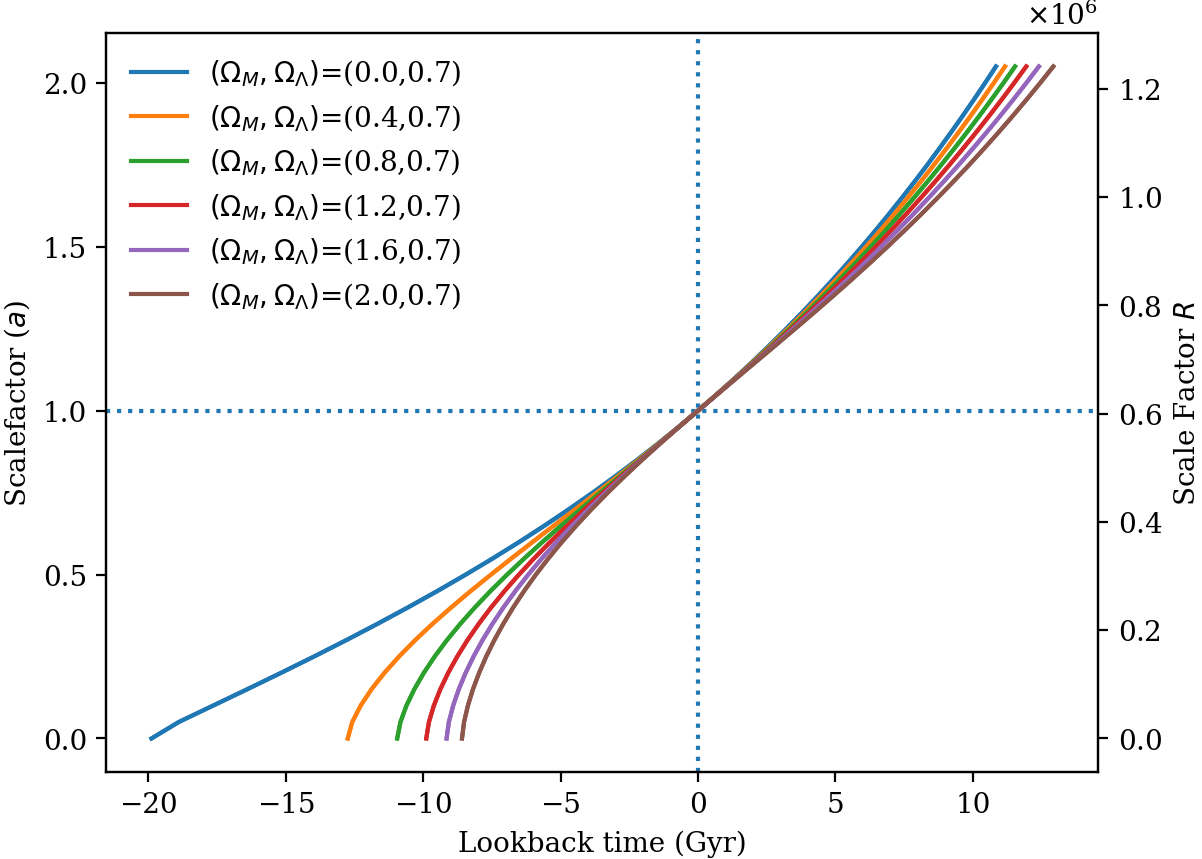 ×10⁶
(Ω_M, Ω_Λ)=(0.0,0.7)
(Ω_M, Ω_Λ)=(0.4,0.7)
(Ω_M, Ω_Λ)=(0.8,0.7)
(Ω_M, Ω_Λ)=(1.2,0.7)
(Ω_M, Ω_Λ)=(1.6,0.7)
(Ω_M, Ω_Λ)=(2.0,0.7)
Scalefactor (a)
2.0
1.5
1.0
0.5
0.0
1.2
1.0
0.8
0.6
0.4
0.2
0.0
Scale Factor R
−20 −15 −10 −5 0 5 10
Lookback time (Gyr)